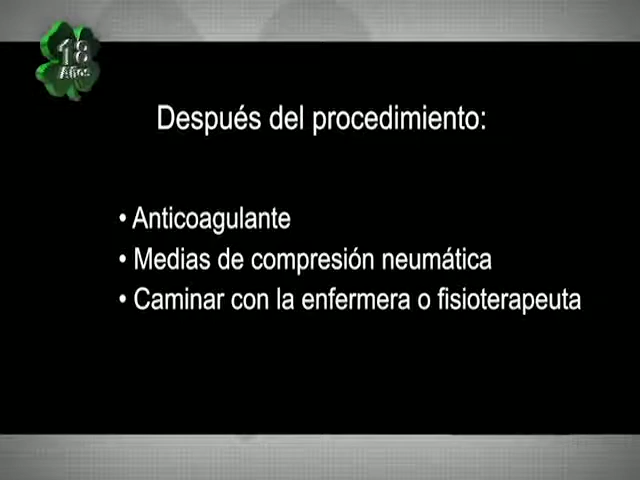 18
Años
Después del procedimiento:
• Anticoagulante
• Medias de compresión neumática
• Caminar con la enfermera o fisioterapeuta